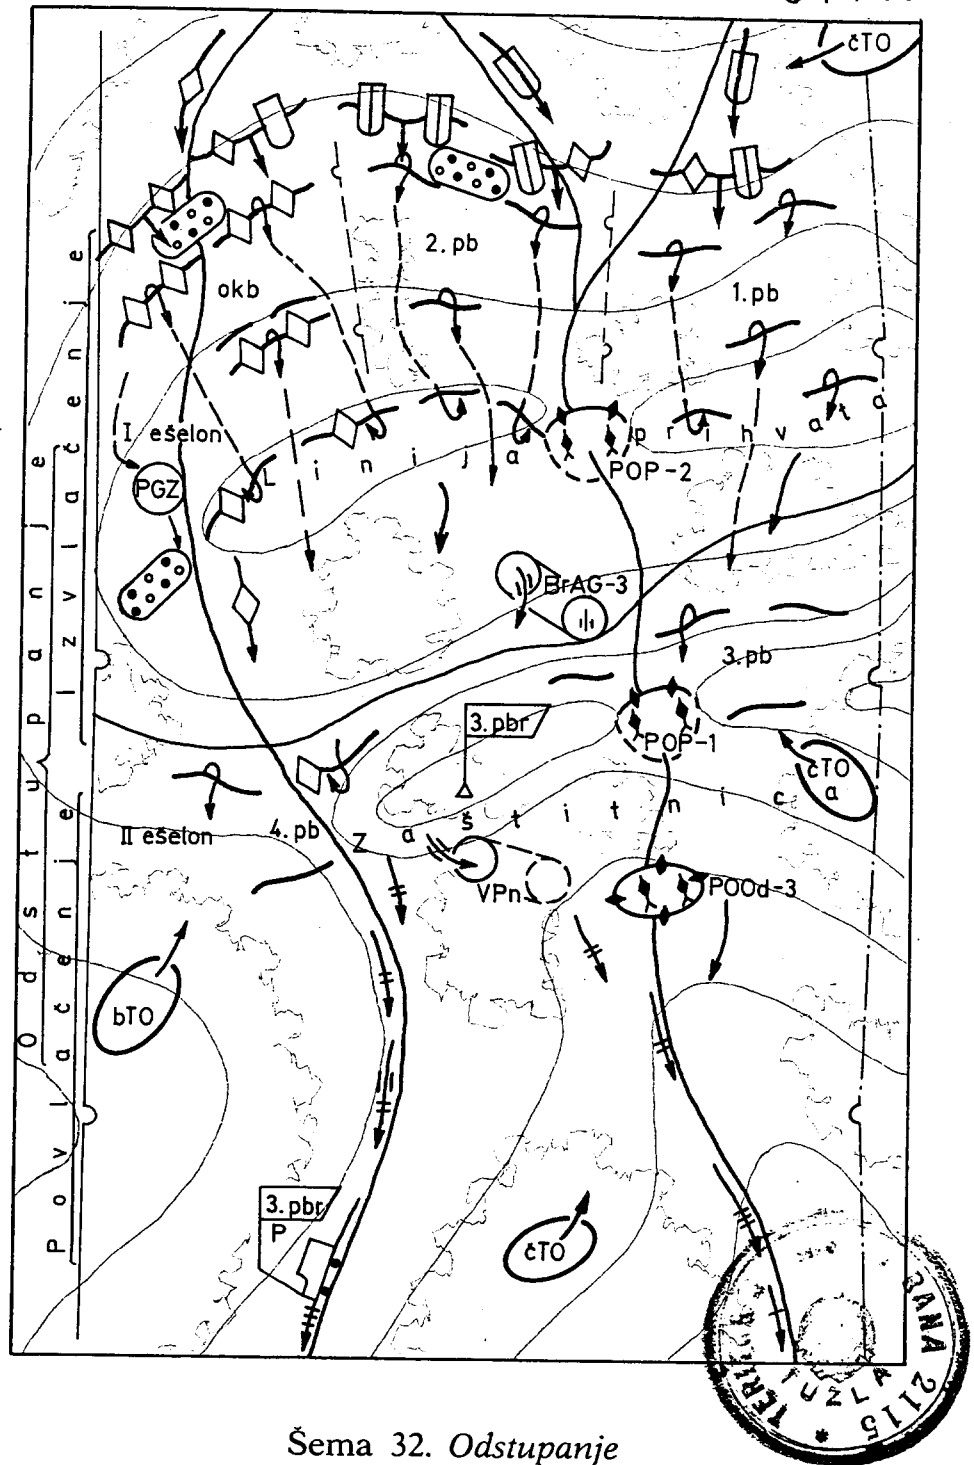 čTO
okb
2. pb
1. pb
I ešelon
Linija prihvata
PGZ
POP-2
BrAG-3
3. pb
3. pbr
POP-1
čTO
a
II ešelon
4. pb
Zaštitnica
VPn
POOd-3
bTO
čTO
3. pbr
P
Odstupanje
Izvlačenje
Povlačenje
TUZLA
2115
Šema 32. Odstupanje